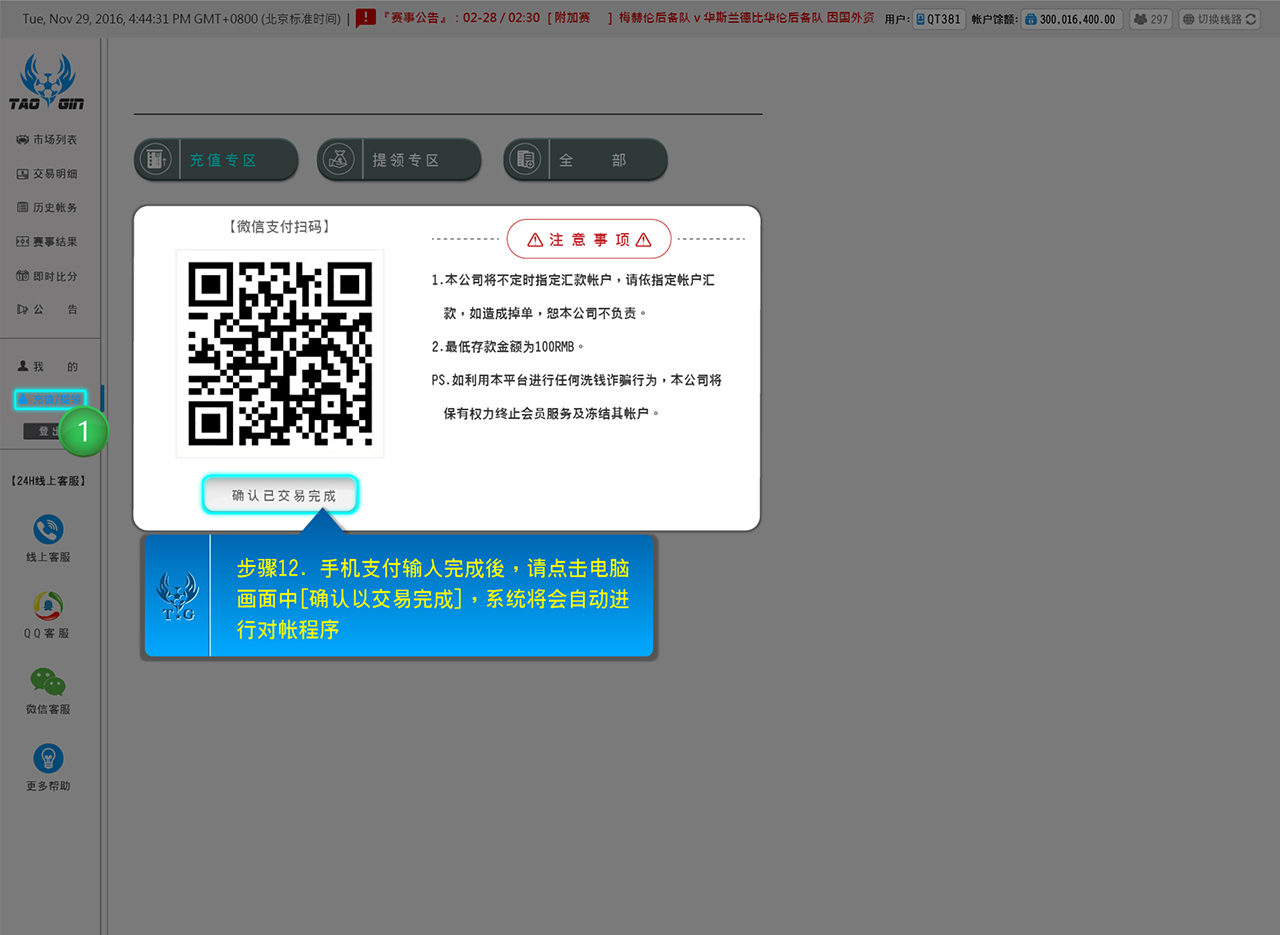 Tue, Nov 29, 2016, 4:44:31 PM GMT+0800 (北京标准时间) | 『赛事公告』：02-28 / 02:30 [ 附加赛 ] 梅赫伦后备队 v 华斯兰德比华伦后备队 因国外资 用户: QT381 帐户馀额: 300,016,400.00 297 切换线路
TAO GIN
市场列表
交易明细
历史帐务
赛事结果
即时比分
公 告
我 的
充值/提领
登出
1
【24H线上客服】
线上客服
QQ客服
微信客服
更多帮助
充值专区 提领专区 全 部
【微信支付扫码】
确认已交易完成
注意事项
1.本公司将不定时指定汇款帐户，请依指定帐户汇
款，如造成掉单，恕本公司不负责。
2.最低存款金额为100RMB。
PS.如利用本平台进行任何洗钱诈骗行为，本公司将
保有权力终止会员服务及冻结其帐户。
T G
步骤12. 手机支付输入完成後，请点击电脑
画面中[确认以交易完成]，系统将会自动进
行对帐程序